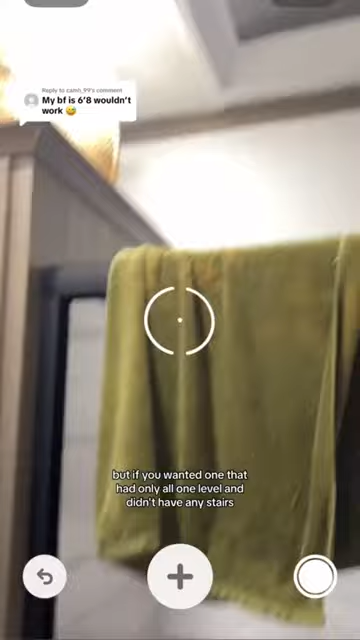 Reply to camh_99's comment
My bf is 6'8 wouldn't
work 😅
but if you wanted one that
had only all one level and
didn't have any stairs